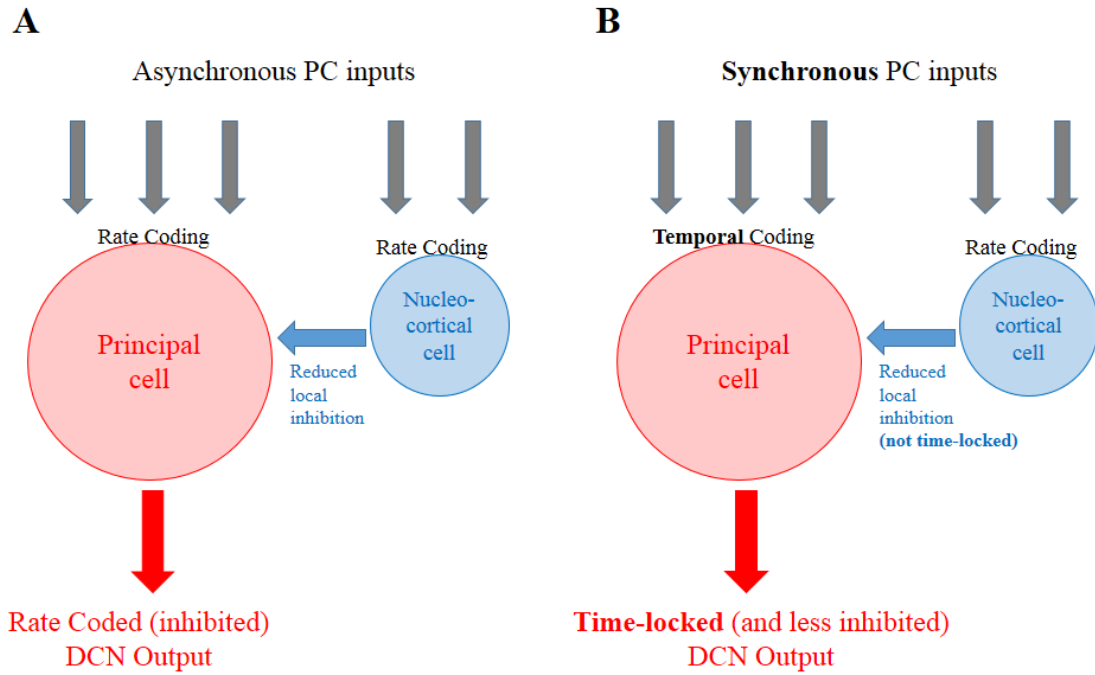 A
Asynchronous PC inputs
Rate Coding
Rate Coding
Nucleo-
cortical
cell
Principal
cell
Reduced
local
inhibition
Rate Coded (inhibited)
DCN Output
B
Synchronous PC inputs
Temporal Coding
Rate Coding
Nucleo-
cortical
cell
Principal
cell
Reduced
local
inhibition
(not time-locked)
Time-locked (and less inhibited)
DCN Output